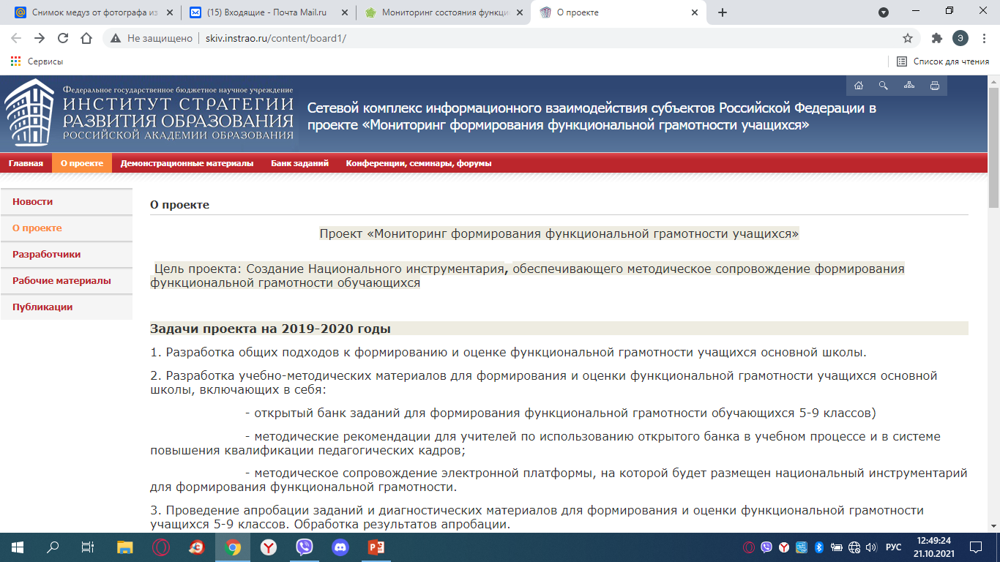 Снимок медуз от фотографа из
(15) Входящие - Почта Mail.ru
Мониторинг состояния функци
О проекте
Не защищено
skiv.instrao.ru/content/board1/
Э
Сервисы
Список для чтения
Федеральное государственное бюджетное научное учреждение
ИНСТИТУТ СТРАТЕГИИ
РАЗВИТИЯ ОБРАЗОВАНИЯ
РОССИЙСКОЙ АКАДЕМИИ ОБРАЗОВАНИЯ
Сетевой комплекс информационного взаимодействия субъектов Российской Федерации в
проекте «Мониторинг формирования функциональной грамотности учащихся»
Главная О проекте Демонстрационные материалы Банк заданий Конференции, семинары, форумы
Новости
О проекте
Разработчики
Рабочие материалы
Публикации
О проекте
Проект «Мониторинг формирования функциональной грамотности учащихся»
Цель проекта: Создание Национального инструментария, обеспечивающего методическое сопровождение формирования
функциональной грамотности обучающихся
Задачи проекта на 2019-2020 годы
1. Разработка общих подходов к формированию и оценке функциональной грамотности учащихся основной школы.
2. Разработка учебно-методических материалов для формирования и оценки функциональной грамотности учащихся основной
школы, включающих в себя:
- открытый банк заданий для формирования функциональной грамотности обучающихся 5-9 классов)
- методические рекомендации для учителей по использованию открытого банка в учебном процессе и в системе
повышения квалификации педагогических кадров;
- методическое сопровождение электронной платформы, на которой будет размещен национальный инструментарий
для формирования функциональной грамотности.
3. Проведение апробации заданий и диагностических материалов для формирования и оценки функциональной грамотности
учащихся 5-9 классов. Обработка результатов апробации.
РУС
12:49:24
21.10.2021